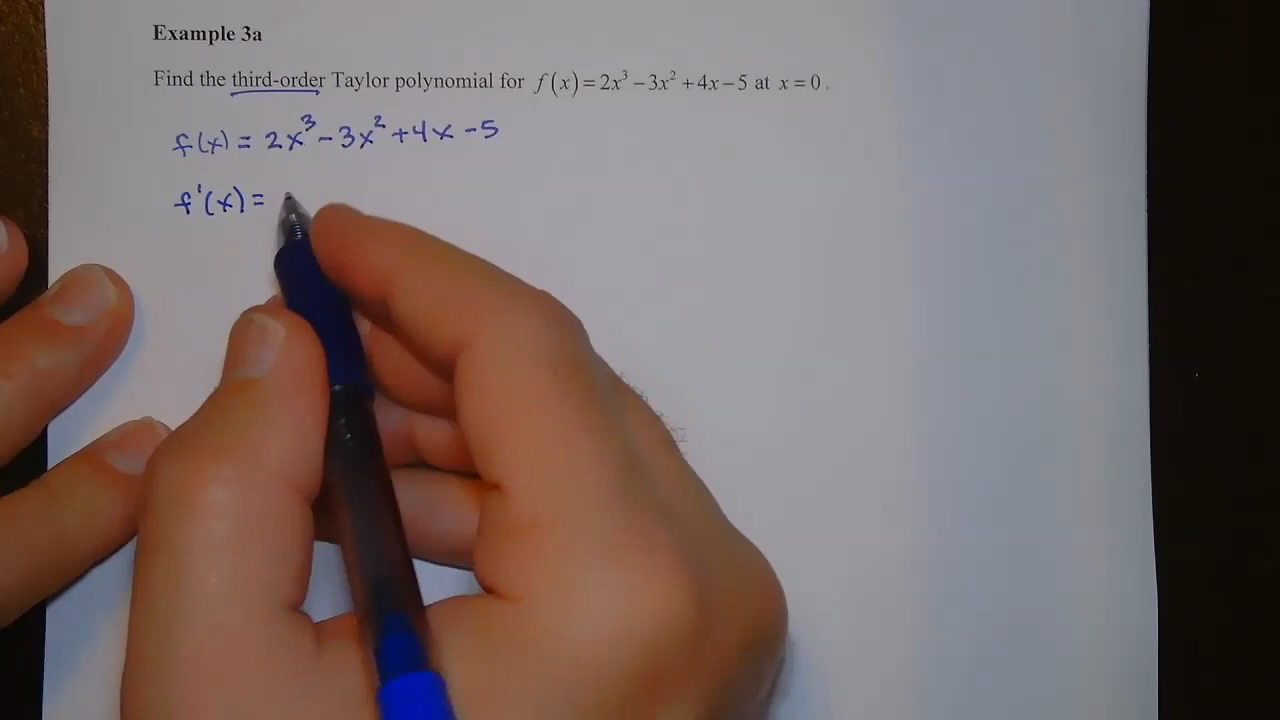 Example 3a
Find the third-order Taylor polynomial for f(x)=2x³−3x²+4x−5 at x=0.
f(x) = 2x³ −3x² +4x −5
f'(x) =